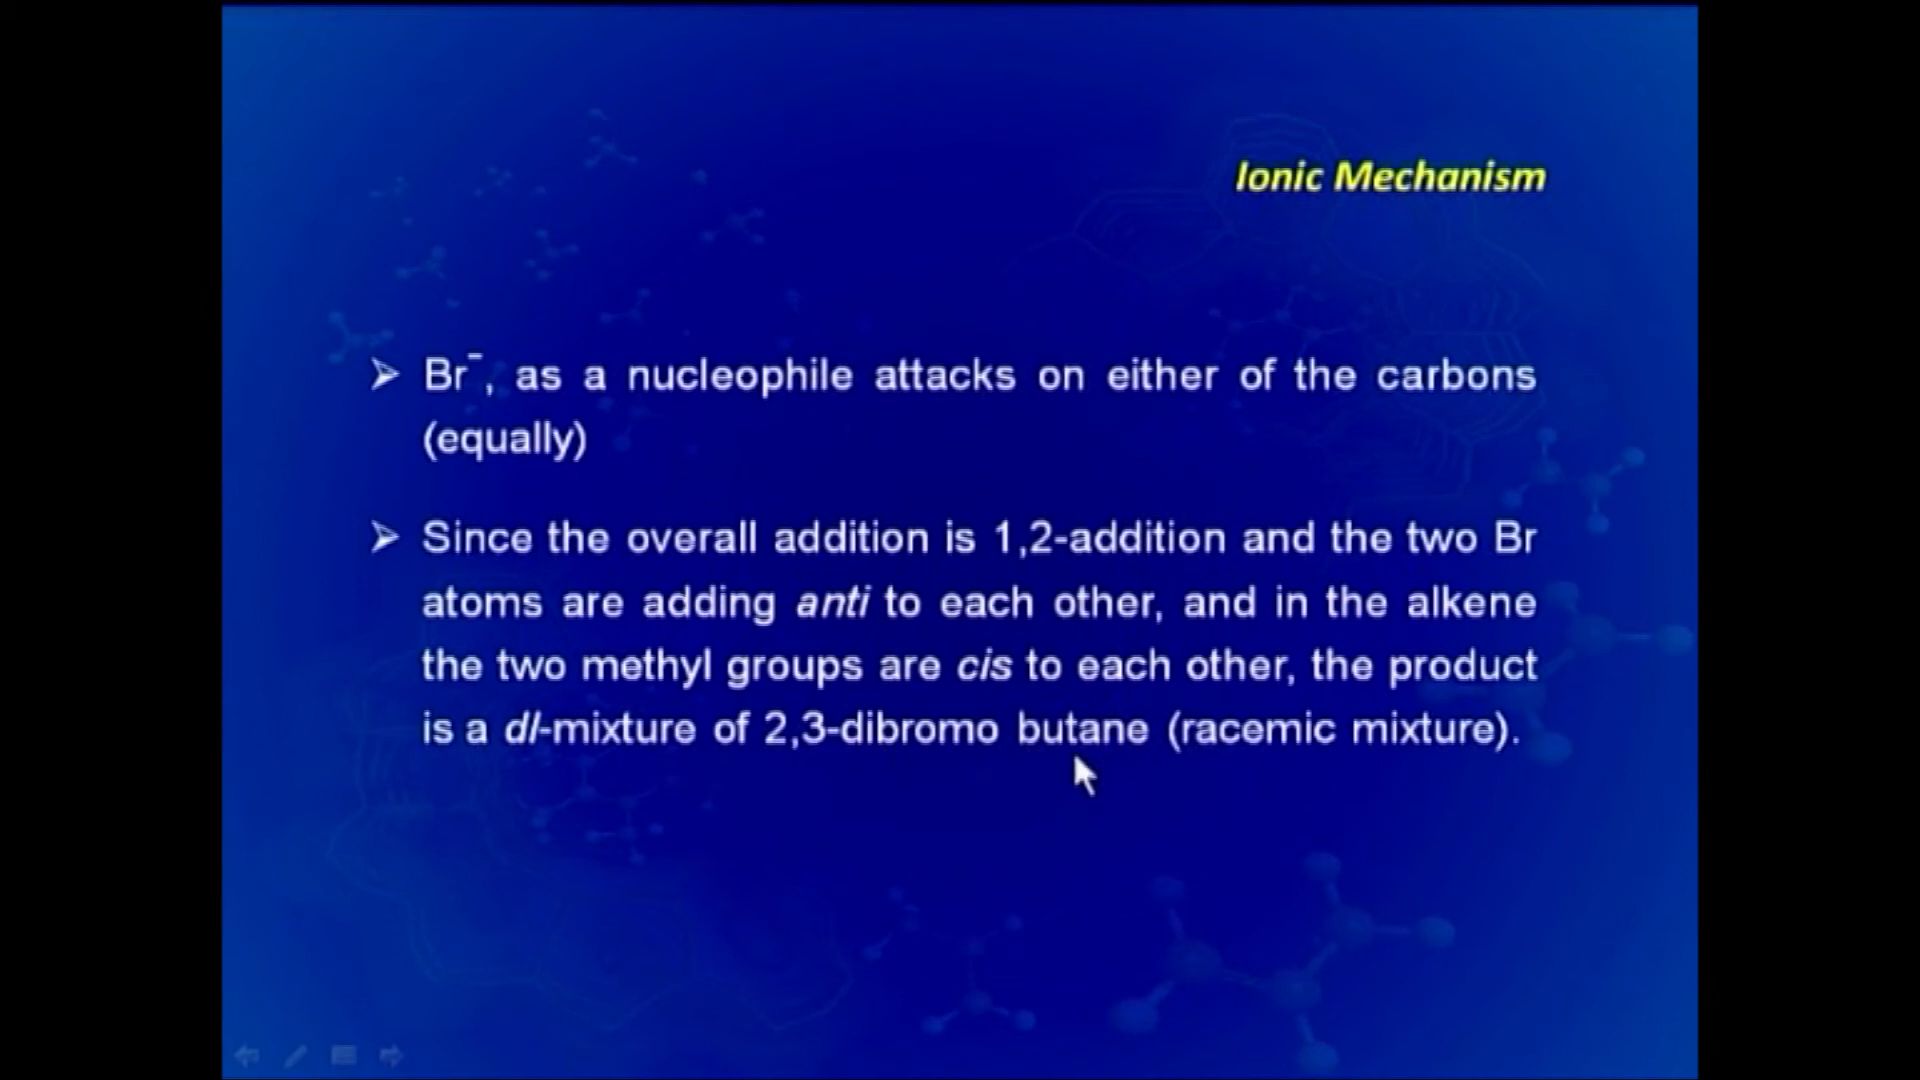 Ionic Mechanism
➢ Br⁻, as a nucleophile attacks on either of the carbons
(equally)
➢ Since the overall addition is 1,2-addition and the two Br
atoms are adding anti to each other, and in the alkene
the two methyl groups are cis to each other, the product
is a dl-mixture of 2,3-dibromo butane (racemic mixture).